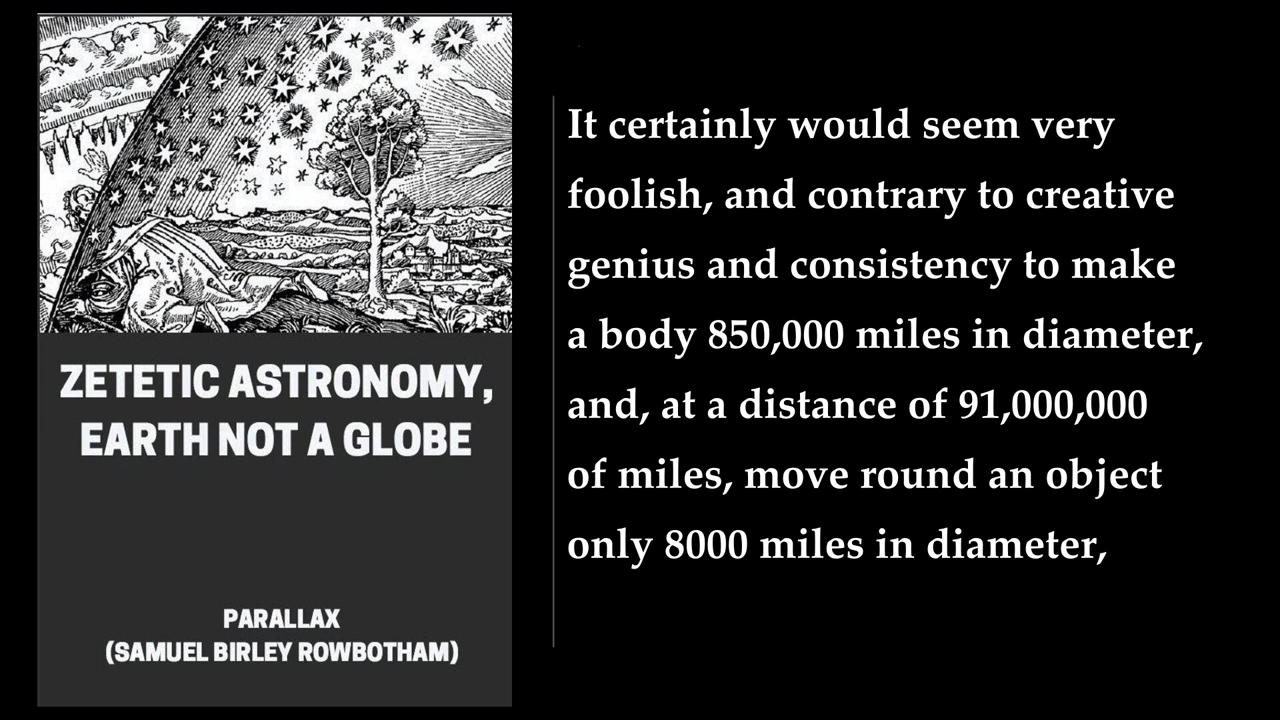 ZETETIC ASTRONOMY,
EARTH NOT A GLOBE
PARALLAX
(SAMUEL BIRLEY ROWBOTHAM)
It certainly would seem very
foolish, and contrary to creative
genius and consistency to make
a body 850,000 miles in diameter,
and, at a distance of 91,000,000
of miles, move round an object
only 8000 miles in diameter,